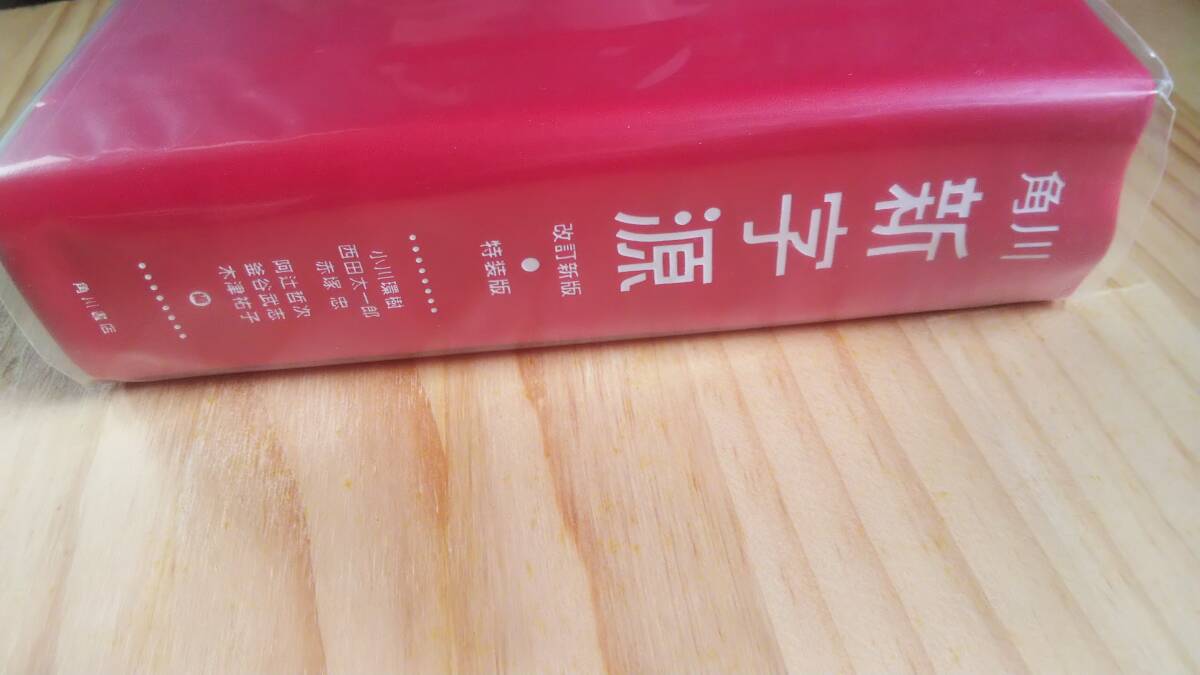 角川
新字源
改訂新版
特装版
小川環樹
西田太一郎
赤塚 忠
阿辻哲次
釜谷武志
木津祐子
編
角川書店